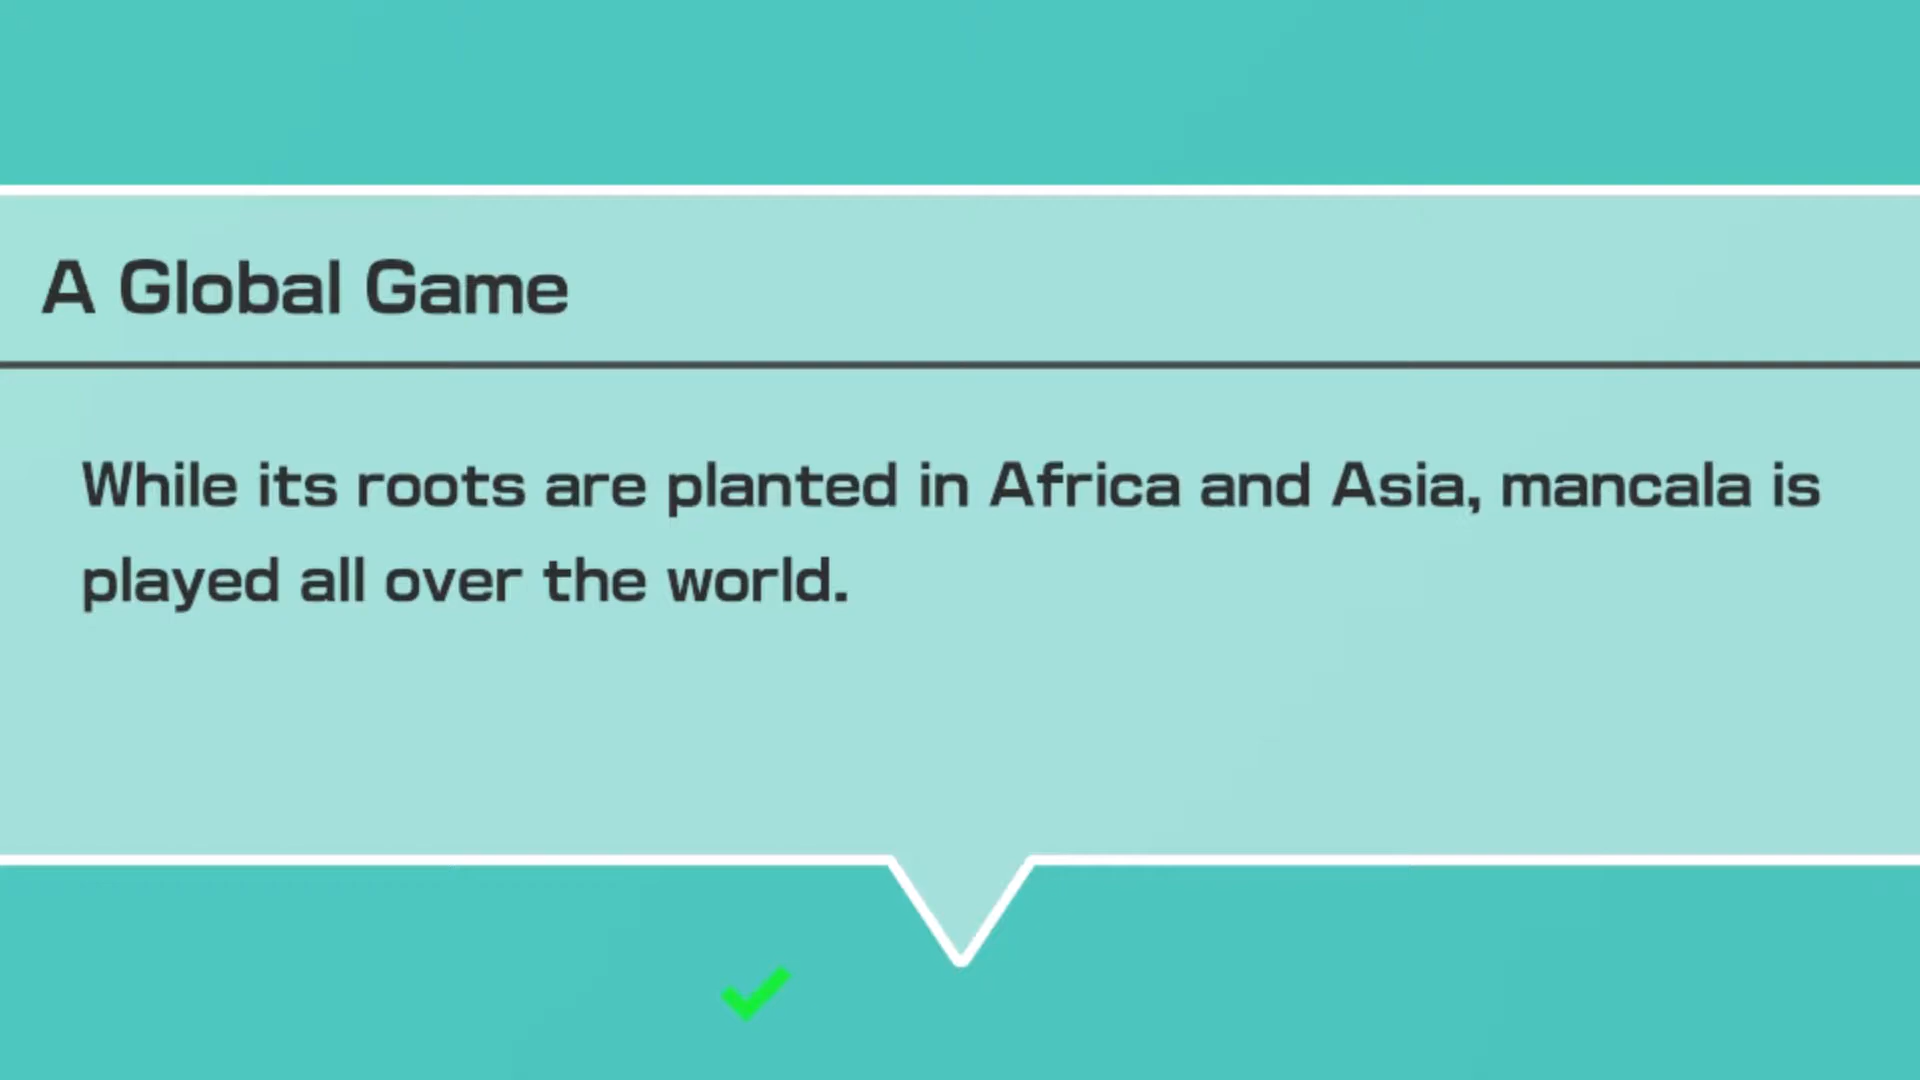 A Global Game
While its roots are planted in Africa and Asia, mancala is
played all over the world.